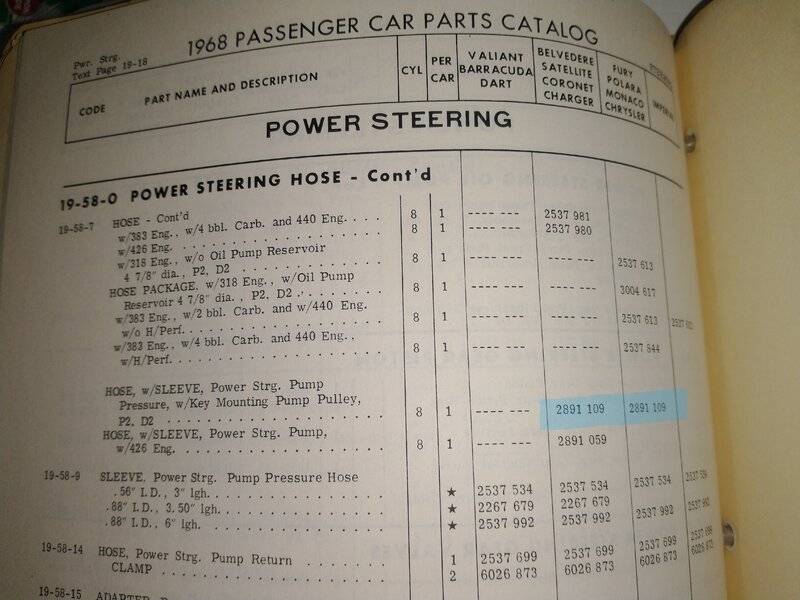 1968 PASSENGER CAR PARTS CATALOG
Pwr. Strg.
Text Page 19-18
CODE PART NAME AND DESCRIPTION CYL PER CAR VALIANT BARRACUDA DART BELVEDERE SATELLITE CORONET CHARGER FURY POLARA MONACO CHRYSLER
POWER STEERING
19-58-0 POWER STEERING HOSE - Cont'd
19-58-7 HOSE - Cont'd
w/383 Eng., w/4 bbl. Carb. and 440 Eng. . . . 8 1 ---- --- 2537 981
w/426 Eng. . . . . . . . . . . . . . . . . . 8 1 ---- --- 2537 980
w/318 Eng., w/o Oil Pump Reservoir
4 7/8" dia., P2, D2 . . . . . . . . . . . . 8 1 ---- --- ---- --- 2537 613
HOSE PACKAGE. w/318 Eng., w/Oil Pump
Reservoir 4 7/8" dia., P2, D2 . . . . . . . 8 1 ---- --- ---- --- 3004 617
w/383 Eng., w/2 bbl. Carb. and w/440 Eng.
w/o H/Perf. . . . . . . . . . . . . . . . . 8 1 ---- --- ---- --- 2537 613
w/383 Eng., w/4 bbl. Carb. and 440 Eng.,
w/H/Perf. . . . . . . . . . . . . . . . . . 8 1 ---- --- ---- --- 2537 844
HOSE, w/SLEEVE, Power Strg. Pump
Pressure, w/Key Mounting Pump Pulley,
P2, D2 . . . . . . . . . . . . . . . . . . 8 1 ---- --- 2891 109 2891 109
HOSE, w/SLEEVE, Power Strg. Pump,
w/426 Eng. . . . . . . . . . . . . . . . . 8 1 ---- --- 2891 059
19-58-9 SLEEVE. Power Strg. Pump Pressure Hose
.56" I.D., 3" lgh. . . . . . . . . . . . . ★ 2537 534 2537 534 2537 534 2537 534
.88" I.D., 3.50" lgh. . . . . . . . . . . . ★ 2267 679 2267 679
.88" I.D., 6" lgh. . . . . . . . . . . . . ★ 2537 992 2537 992 2537 992 2537 992
19-58-14 HOSE, Power Strg. Pump Return . . . . . . . 1 2537 699 2537 699 2537 699 2537 699
CLAMP . . . . . . . . . . . . . . . . . . . 2 6026 873 6026 873 6026 873 6026 873
19-58-15